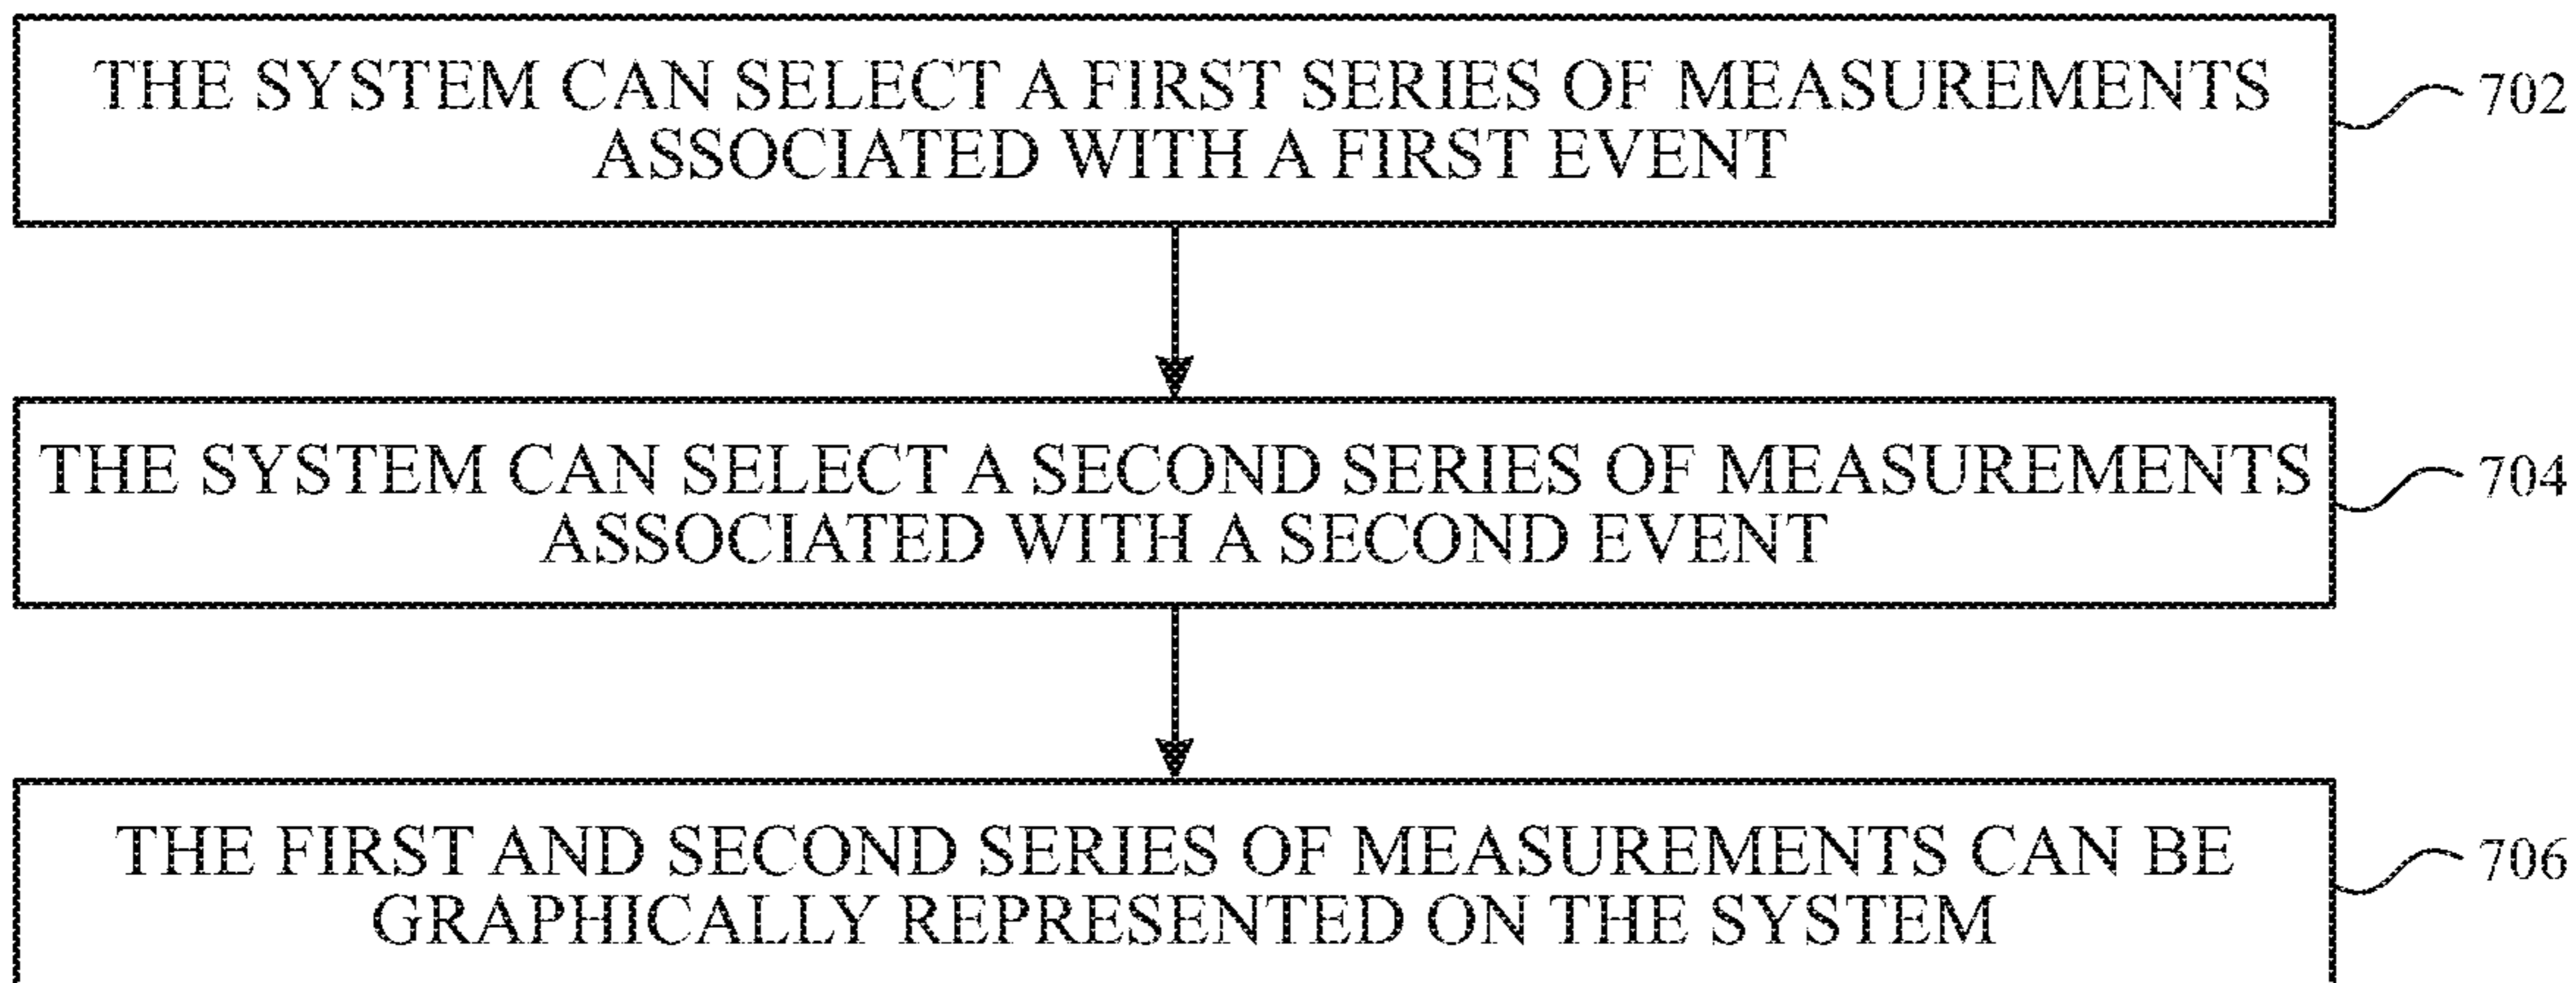 THE SYSTEM CAN SELECT A FIRST SERIES OF MEASUREMENTS
ASSOCIATED WITH A FIRST EVENT
702
THE SYSTEM CAN SELECT A SECOND SERIES OF MEASUREMENTS
ASSOCIATED WITH A SECOND EVENT
704
THE FIRST AND SECOND SERIES OF MEASUREMENTS CAN BE
GRAPHICALLY REPRESENTED ON THE SYSTEM
706